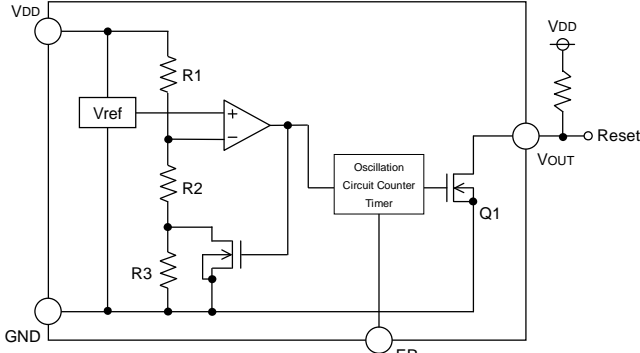 VDD
VDD
R1
Vref
+
−
Reset
VOUT
Oscillation
Circuit Counter
Timer
R2
Q1
R3
GND